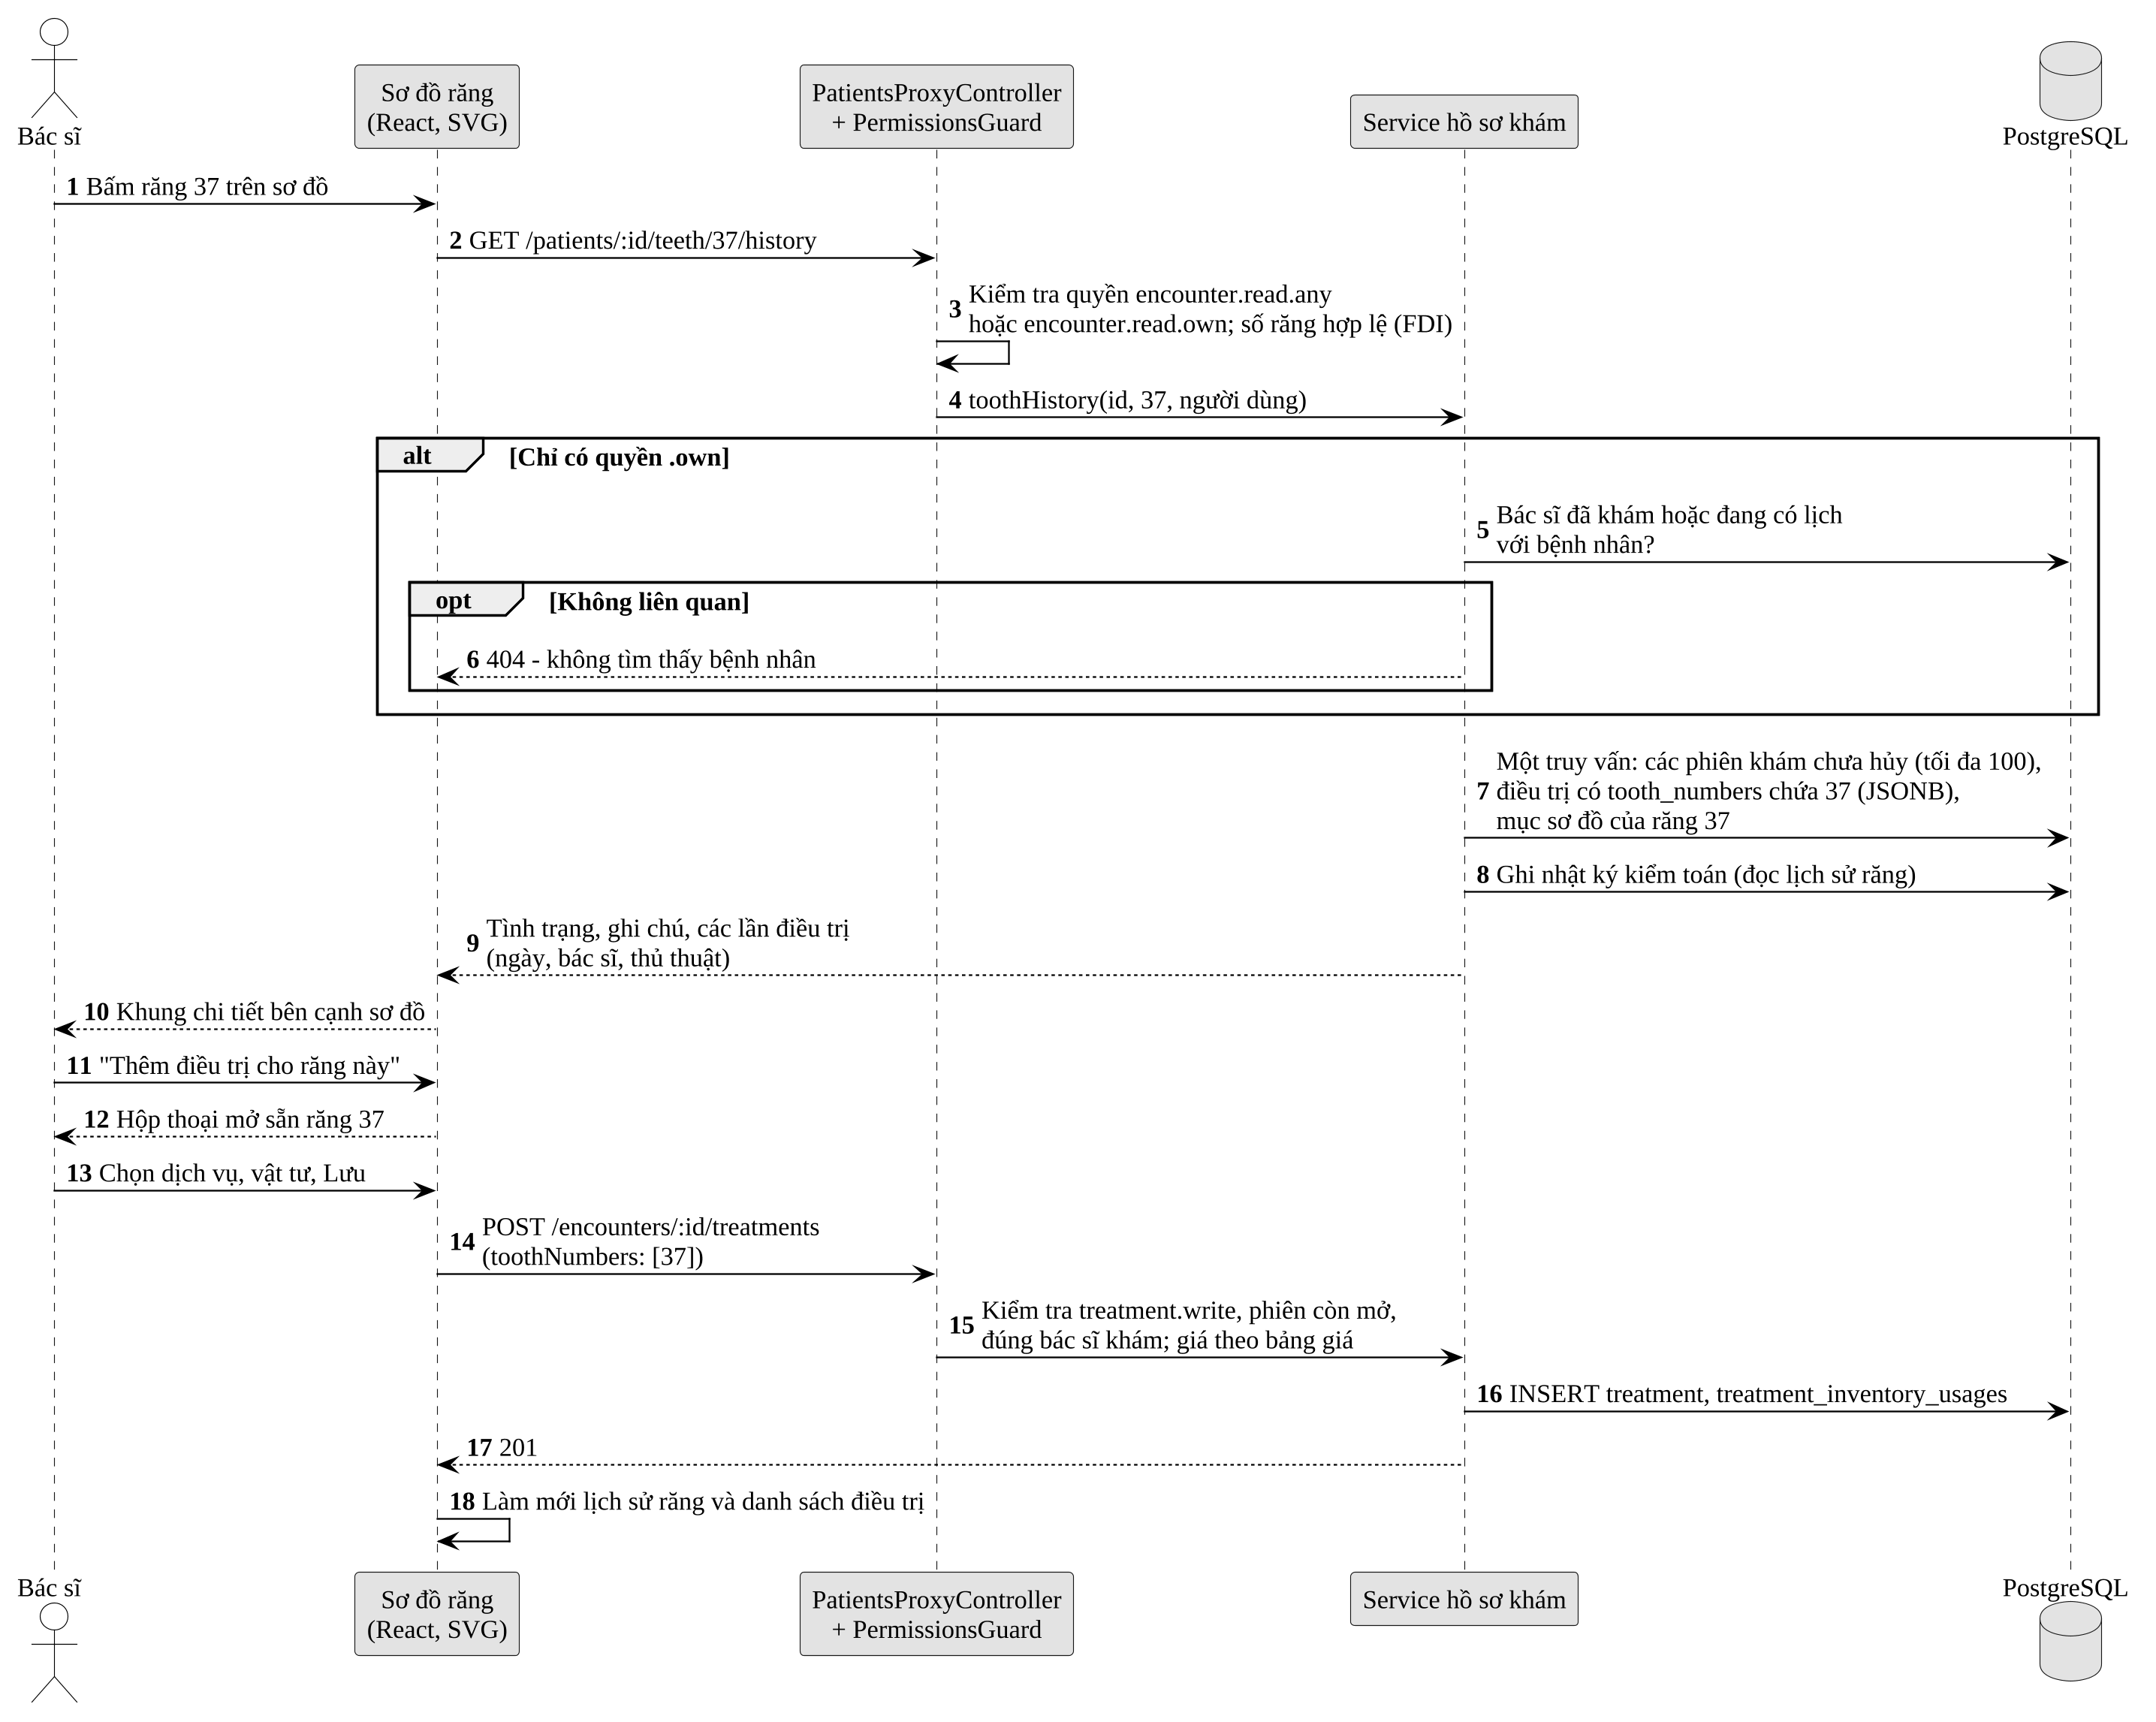 Bác sĩ
Sơ đồ răng
(React, SVG)
PatientsProxyController
+ PermissionsGuard
Service hồ sơ khám
PostgreSQL
1 Bấm răng 37 trên sơ đồ
2 GET /patients/:id/teeth/37/history
3 Kiểm tra quyền encounter.read.any
hoặc encounter.read.own; số răng hợp lệ (FDI)
4 toothHistory(id, 37, người dùng)
alt [Chỉ có quyền .own]
5 Bác sĩ đã khám hoặc đang có lịch
với bệnh nhân?
opt [Không liên quan]
6 404 - không tìm thấy bệnh nhân
7 Một truy vấn: các phiên khám chưa hủy (tối đa 100),
điều trị có tooth_numbers chứa 37 (JSONB),
mục sơ đồ của răng 37
8 Ghi nhật ký kiểm toán (đọc lịch sử răng)
9 Tình trạng, ghi chú, các lần điều trị
(ngày, bác sĩ, thủ thuật)
10 Khung chi tiết bên cạnh sơ đồ
11 "Thêm điều trị cho răng này"
12 Hộp thoại mở sẵn răng 37
13 Chọn dịch vụ, vật tư, Lưu
14 POST /encounters/:id/treatments
(toothNumbers: [37])
15 Kiểm tra treatment.write, phiên còn mở,
đúng bác sĩ khám; giá theo bảng giá
16 INSERT treatment, treatment_inventory_usages
17 201
18 Làm mới lịch sử răng và danh sách điều trị
Bác sĩ
Sơ đồ răng
(React, SVG)
PatientsProxyController
+ PermissionsGuard
Service hồ sơ khám
PostgreSQL